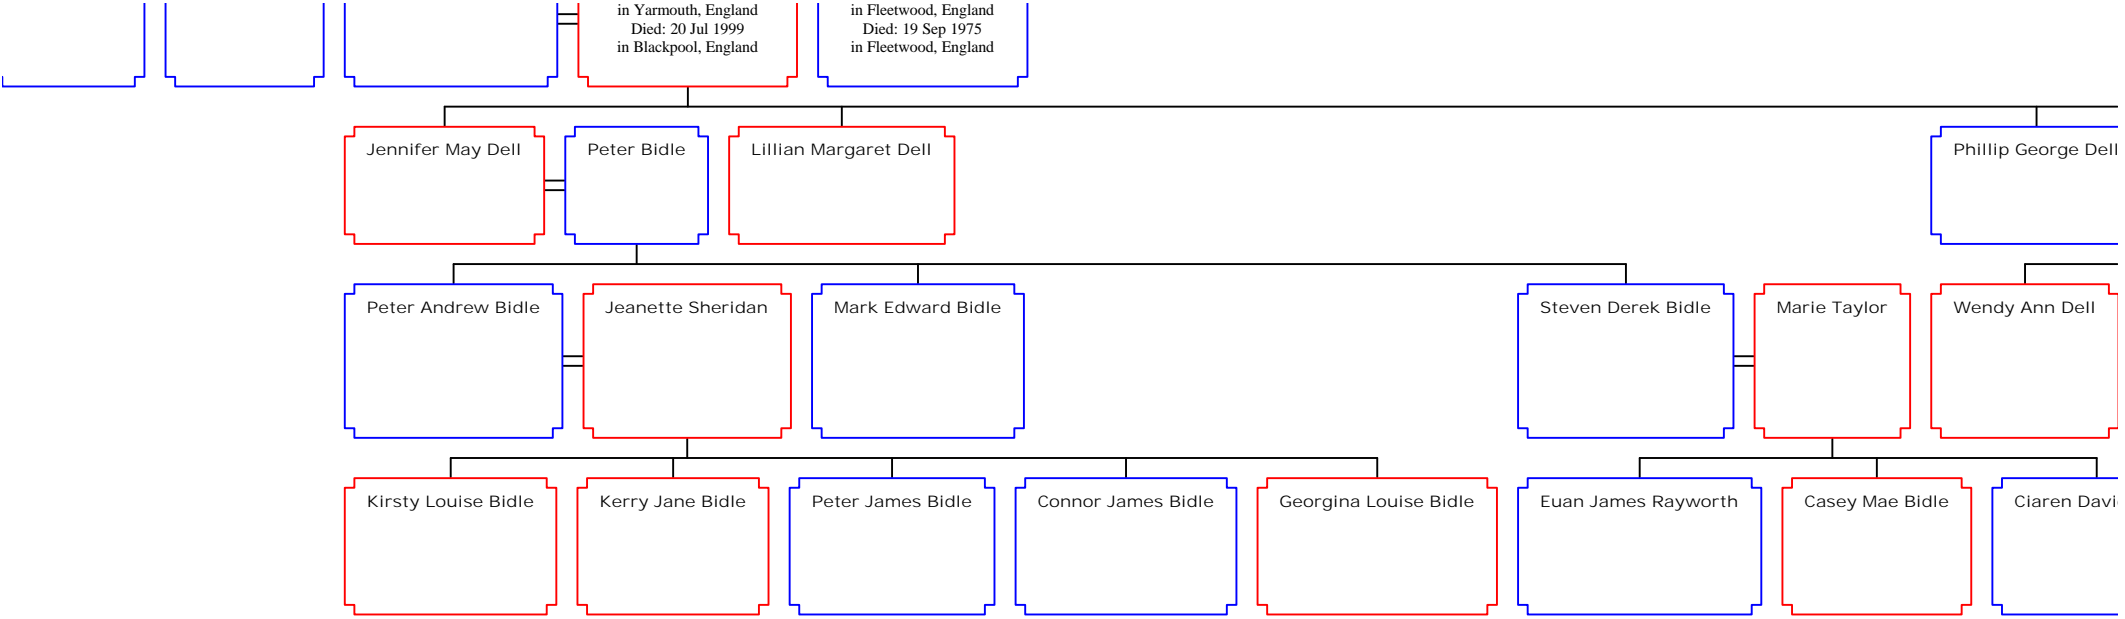 in Yarmouth, England
Died: 20 Jul 1999
in Blackpool, England
in Fleetwood, England
Died: 19 Sep 1975
in Fleetwood, England
Jennifer May Dell
Peter Bidle
Lillian Margaret Dell
Phillip George Dell
Peter Andrew Bidle
Jeanette Sheridan
Mark Edward Bidle
Steven Derek Bidle
Marie Taylor
Wendy Ann Dell
Kirsty Louise Bidle
Kerry Jane Bidle
Peter James Bidle
Connor James Bidle
Georgina Louise Bidle
Euan James Rayworth
Casey Mae Bidle
Ciaren